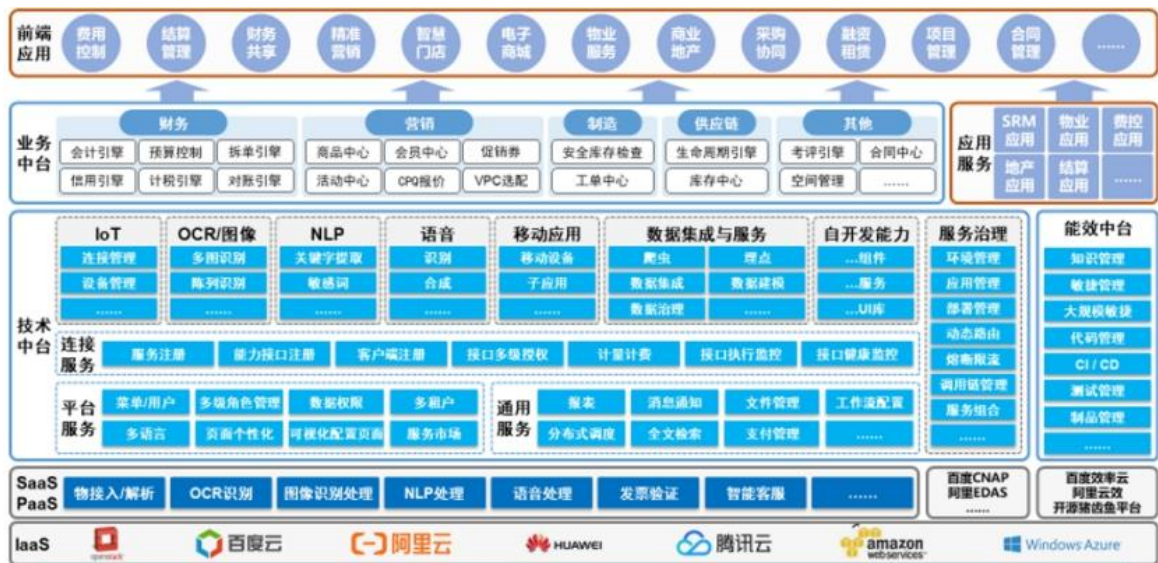 前端
应用
费用
控制
结算
管理
财务
共享
精准
营销
智慧
门店
电子
商城
物业
服务
商业
地产
采购
协同
融资
租赁
项目
管理
合同
管理
……
业务
中台
财务
会计引擎 预算控制 拆单引擎
信用引擎 计税引擎 对账引擎
营销
商品中心 会员中心 促销券
活动中心 CPQ报价 VPC选配
制造
安全库存检查
工单中心
供应链
生命周期引擎
库存中心
其他
考评引擎 合同中心
空间管理 ……
应用
服务
SRM
应用
物业
应用
费控
应用
地产
应用
结算
应用
……
技术
中台
IoT
连接管理
设备管理
……
OCR/图像
多图识别
陈列识别
……
NLP
关键字提取
敏感词
……
语音
识别
合成
……
移动应用
移动设备
子应用
……
数据集成与服务
爬虫 埋点
数据集成 数据建模
数据治理 ……
自开发能力
...组件
...服务
...UI库
服务治理
环境管理
应用管理
部署管理
动态路由
熔断限流
调用链管理
服务组合
……
能效中台
知识管理
敏捷管理
大规模敏捷
代码管理
CI / CD
测试管理
制品管理
……
连接
服务
服务注册 能力接口注册 客户端注册 接口多级授权 计量计费 接口执行监控 接口健康监控
平台
服务
菜单/用户 多级角色管理 数据权限 多租户
多语言 页面个性化 可视化配置页面 服务市场
通用
服务
报表 消息通知 文件管理 工作流配置
分布式调度 全文检索 支付管理 ……
SaaS
PaaS
物接入/解析 OCR识别 图像识别处理 NLP处理 语音处理 发票验证 智能客服 ……
百度CNAP
阿里EDAS
……
百度效率云
阿里云效
开源猪齿鱼平台
IaaS
openstack
百度云
阿里云
HUAWEI
腾讯云
amazon
webservices™
Windows Azure